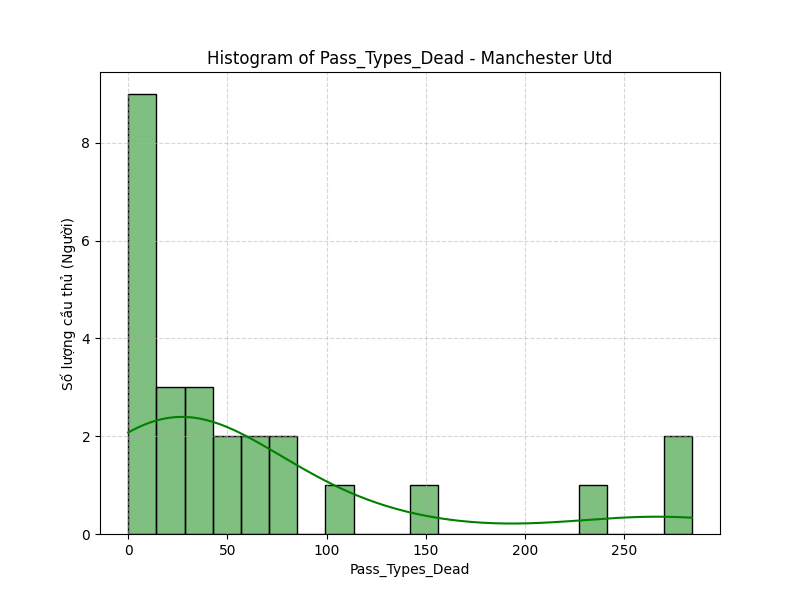 Histogram of Pass_Types_Dead - Manchester Utd
Số lượng cầu thủ (Người)
8
6
4
2
0
0 50 100 150 200 250
Pass_Types_Dead